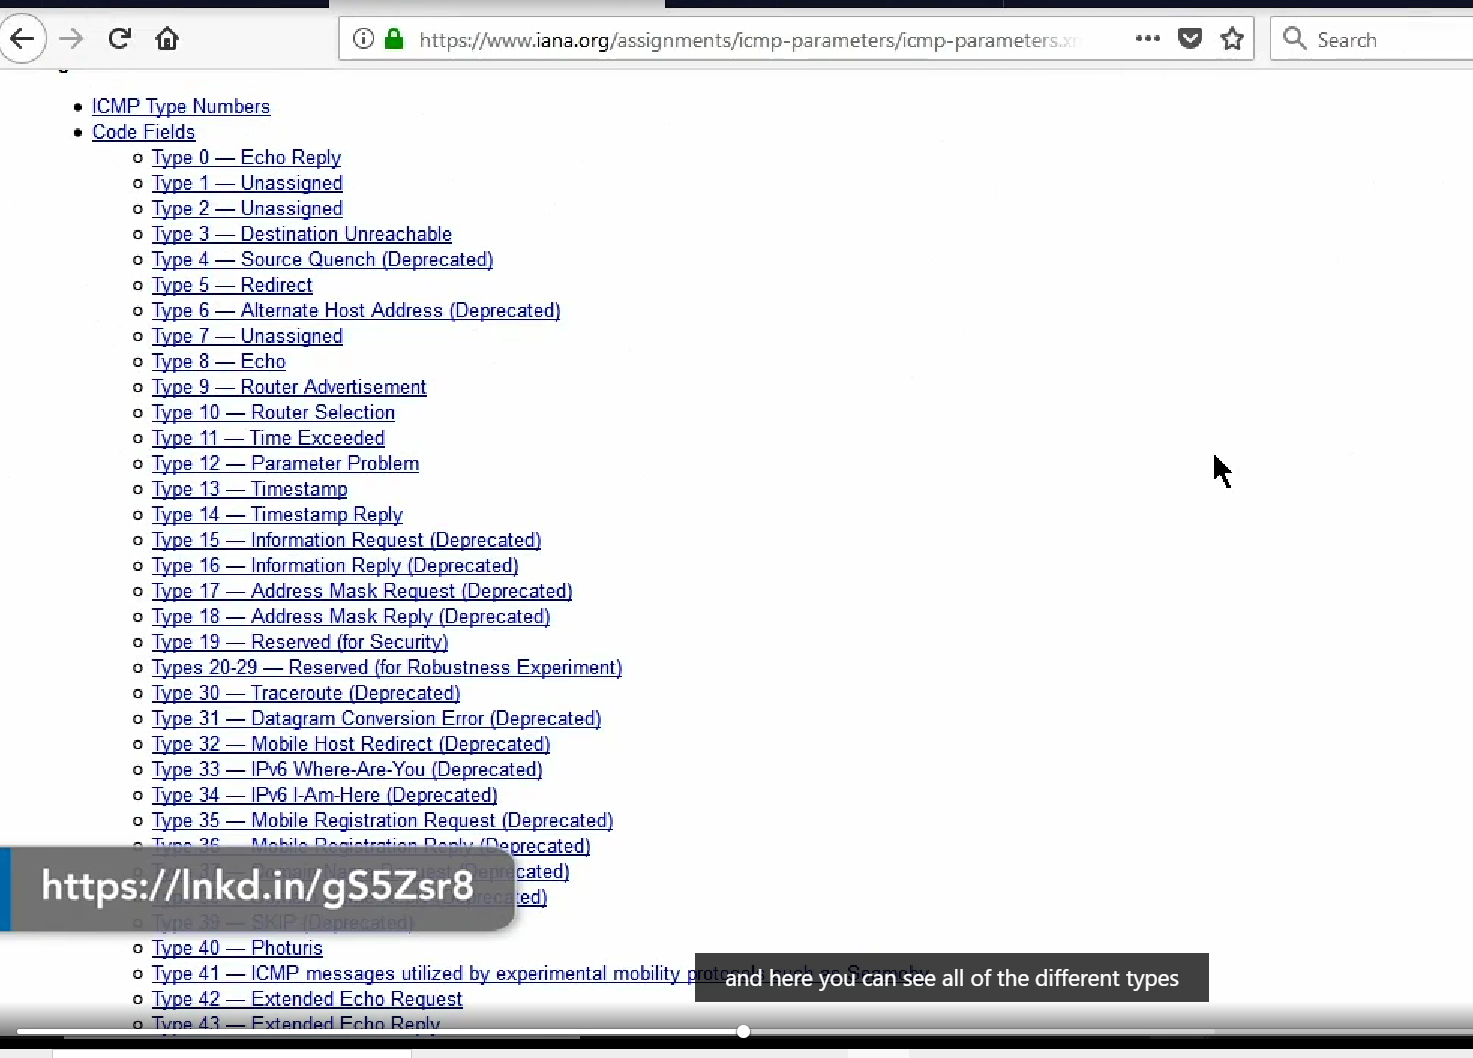 https://www.iana.org/assignments/icmp-parameters/icmp-parameters.x
Search
ICMP Type Numbers
Code Fields
Type 0 — Echo Reply
Type 1 — Unassigned
Type 2 — Unassigned
Type 3 — Destination Unreachable
Type 4 — Source Quench (Deprecated)
Type 5 — Redirect
Type 6 — Alternate Host Address (Deprecated)
Type 7 — Unassigned
Type 8 — Echo
Type 9 — Router Advertisement
Type 10 — Router Selection
Type 11 — Time Exceeded
Type 12 — Parameter Problem
Type 13 — Timestamp
Type 14 — Timestamp Reply
Type 15 — Information Request (Deprecated)
Type 16 — Information Reply (Deprecated)
Type 17 — Address Mask Request (Deprecated)
Type 18 — Address Mask Reply (Deprecated)
Type 19 — Reserved (for Security)
Types 20-29 — Reserved (for Robustness Experiment)
Type 30 — Traceroute (Deprecated)
Type 31 — Datagram Conversion Error (Deprecated)
Type 32 — Mobile Host Redirect (Deprecated)
Type 33 — IPv6 Where-Are-You (Deprecated)
Type 34 — IPv6 I-Am-Here (Deprecated)
Type 35 — Mobile Registration Request (Deprecated)
Type 36 — Mobile Registration Reply (Deprecated)
https://lnkd.in/gS5Zsr8
Type 39 — SKIP (Deprecated)
Type 40 — Photuris
Type 41 — ICMP messages utilized by experimental mobility protocols such as Seamoby
and here you can see all of the different types
Type 42 — Extended Echo Request
Type 43 — Extended Echo Reply